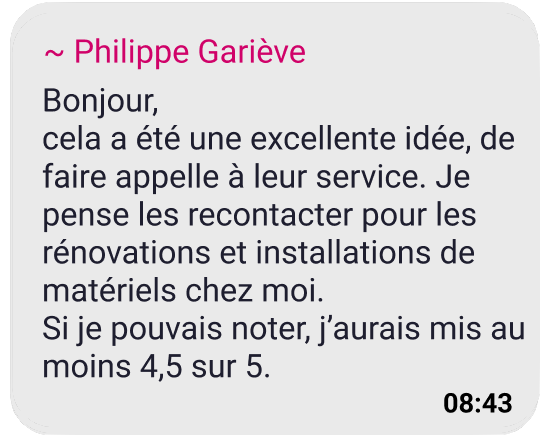 ~ Philippe Gariève
Bonjour,
cela a été une excellente idée, de
faire appelle à leur service. Je
pense les recontacter pour les
rénovations et installations de
matériels chez moi.
Si je pouvais noter, j’aurais mis au
moins 4,5 sur 5.
08:43